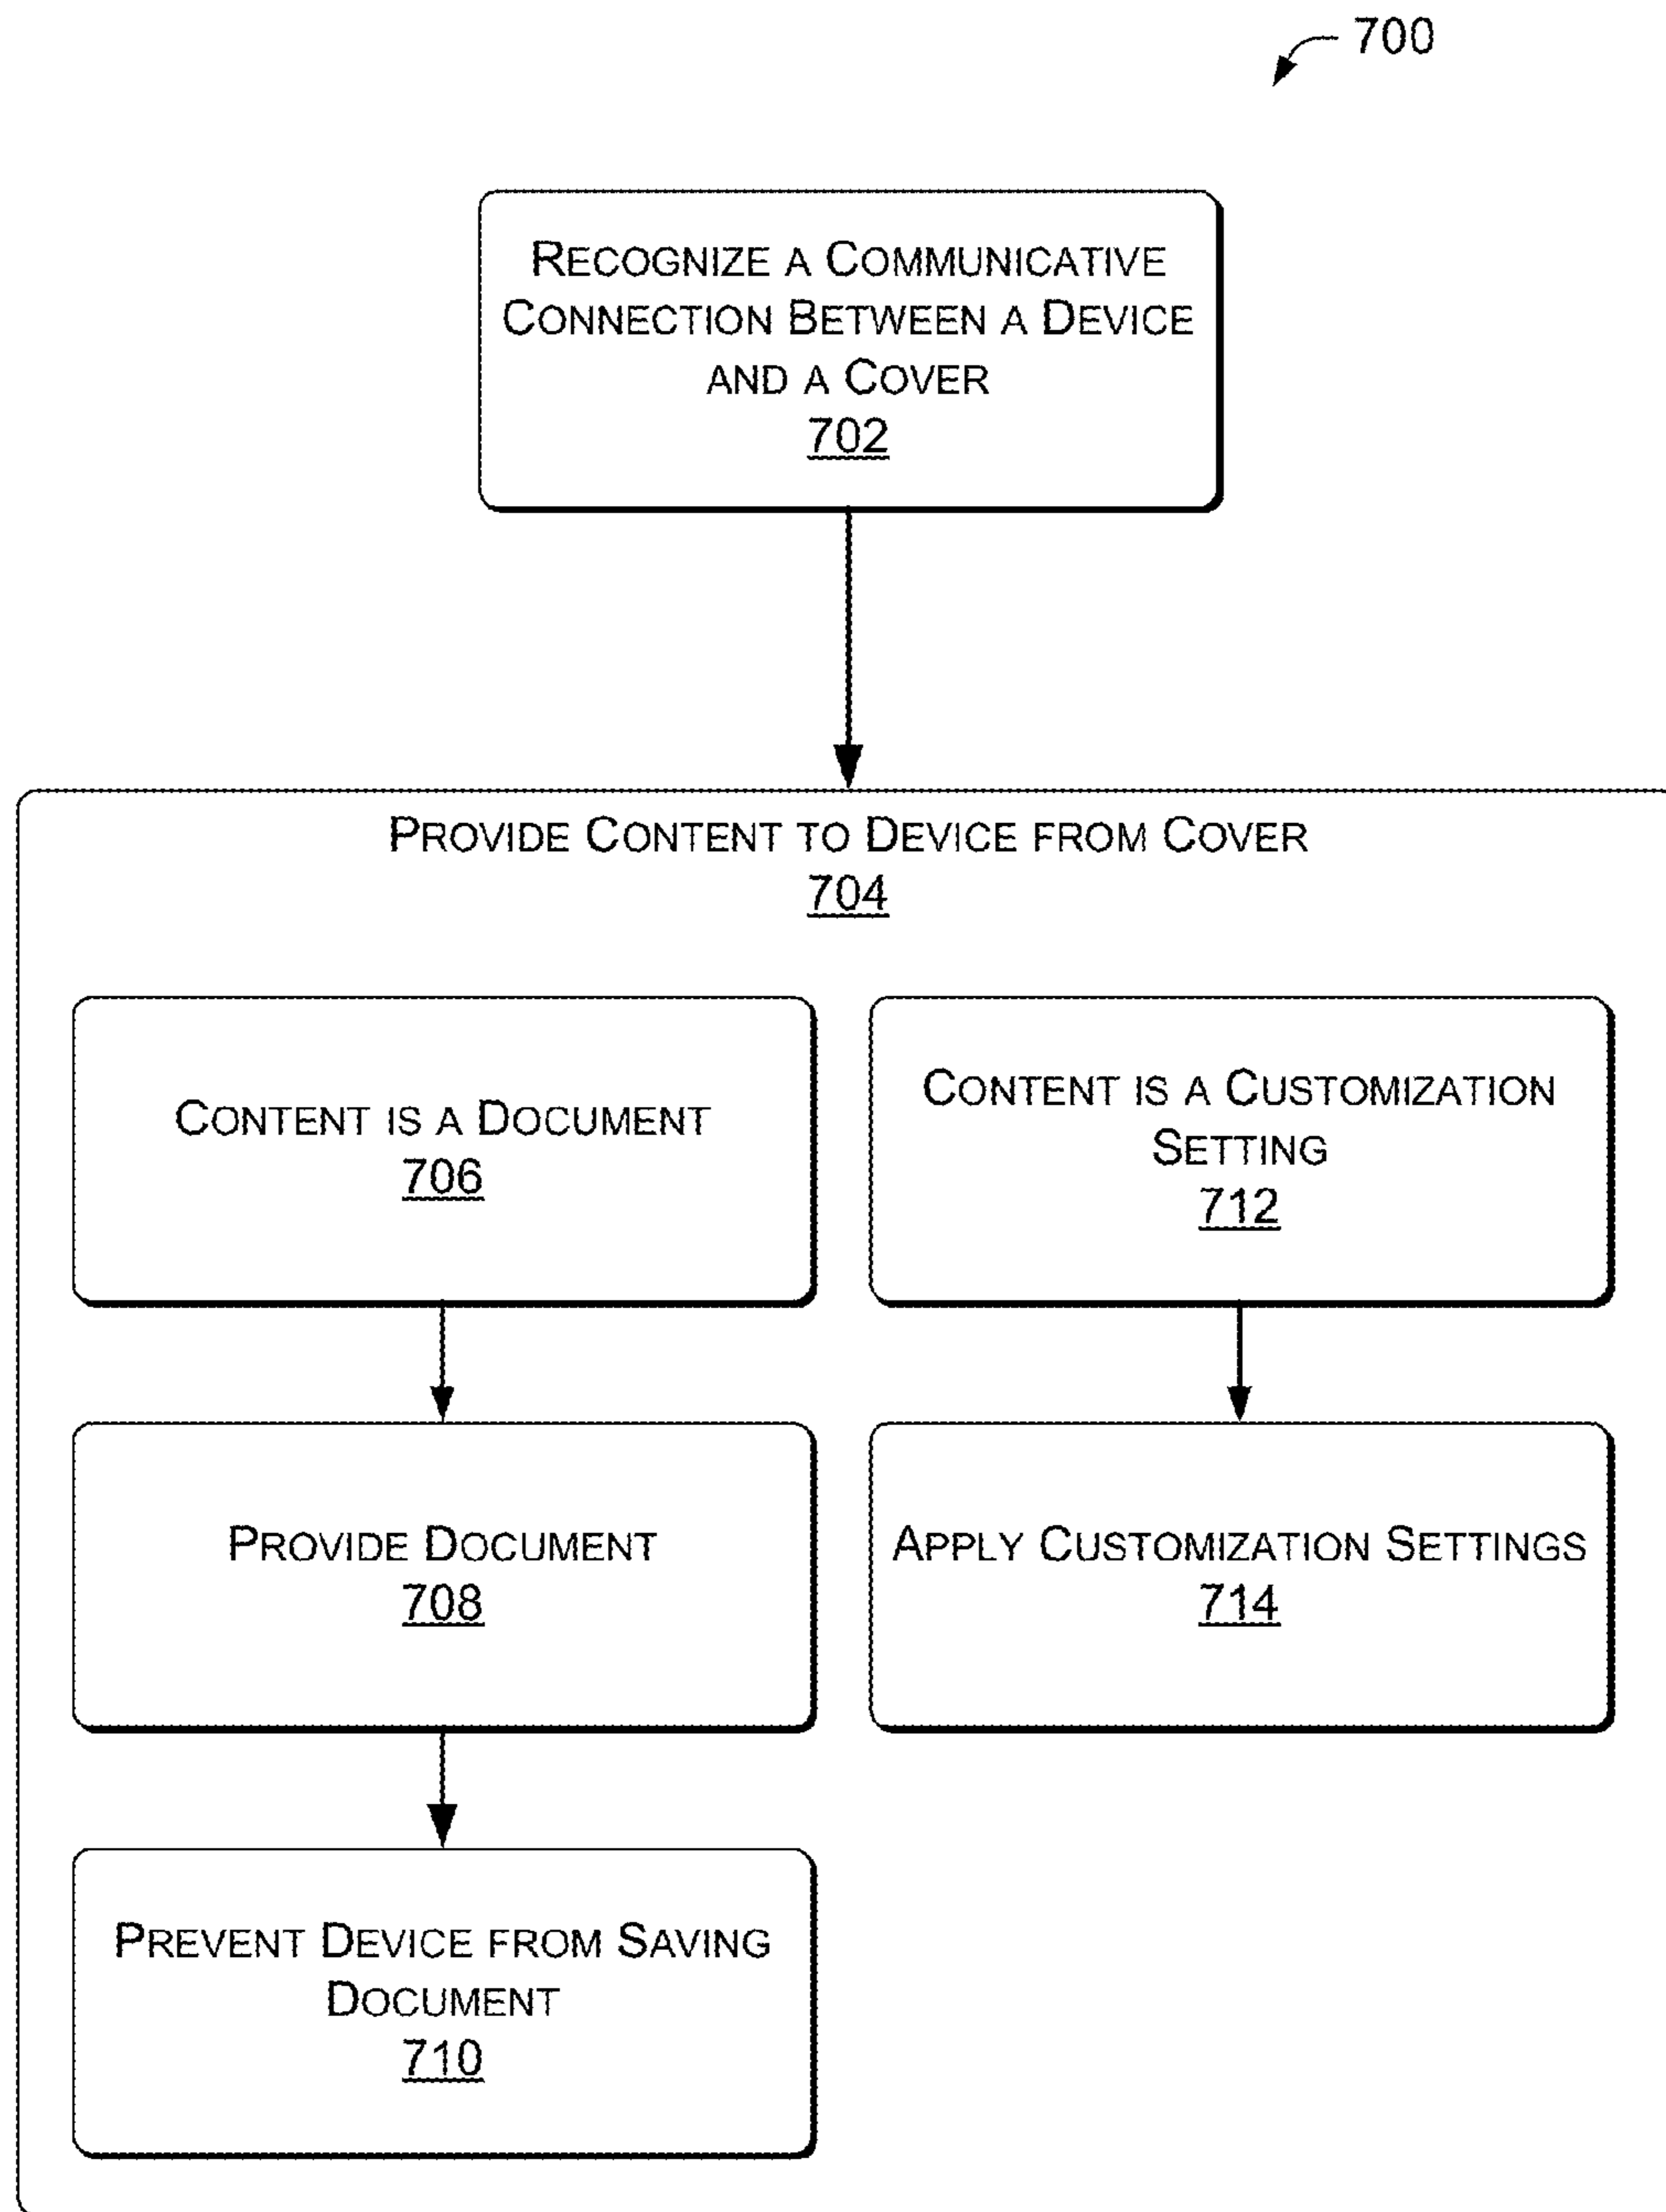 700
RECOGNIZE A COMMUNICATIVE
CONNECTION BETWEEN A DEVICE
AND A COVER
702
PROVIDE CONTENT TO DEVICE FROM COVER
704
CONTENT IS A DOCUMENT
706
CONTENT IS A CUSTOMIZATION
SETTING
712
PROVIDE DOCUMENT
708
APPLY CUSTOMIZATION SETTINGS
714
PREVENT DEVICE FROM SAVING
DOCUMENT
710